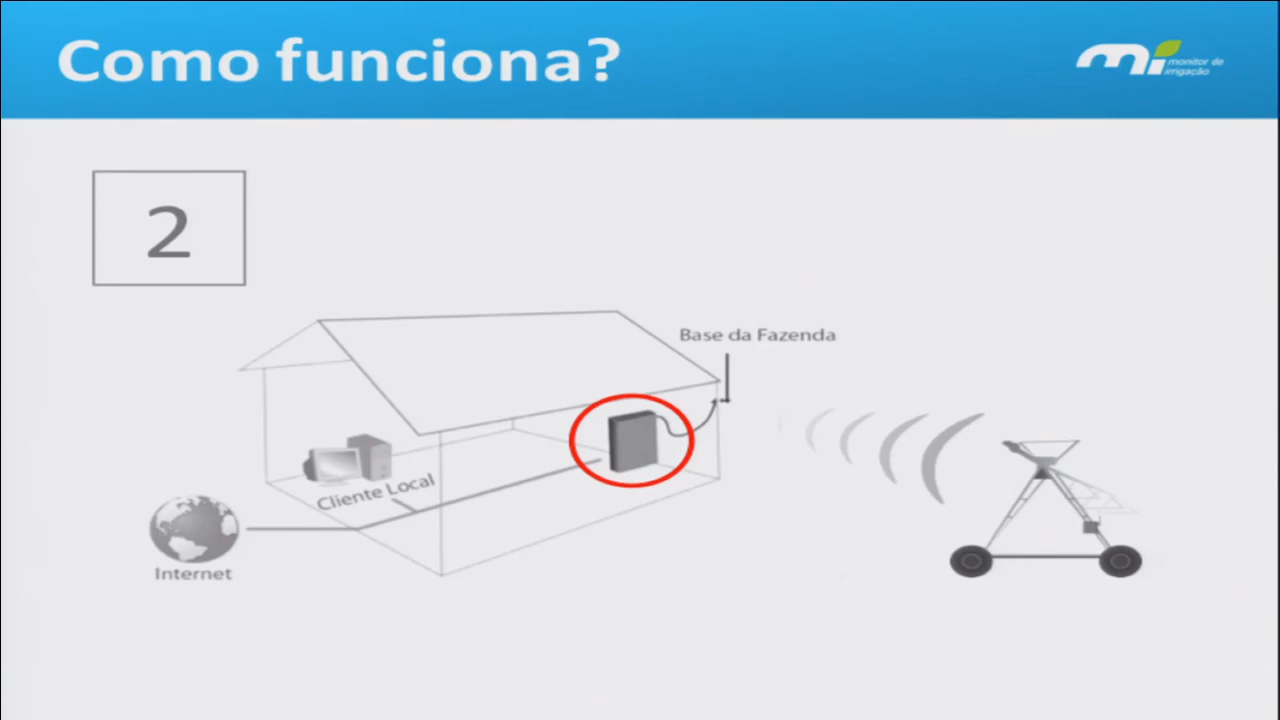 Como funciona?
mi monitor de
irrigação
2
Base da Fazenda
Cliente Local
Internet